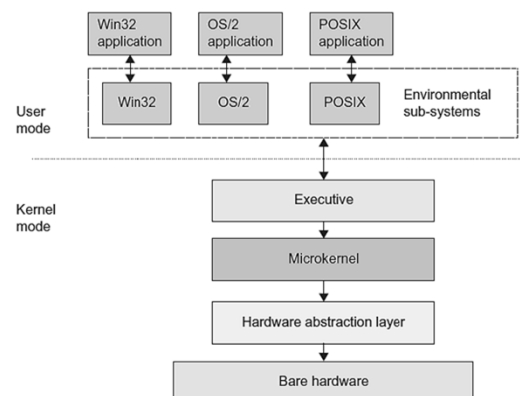 Win32
application
OS/2
application
POSIX
application
Win32
OS/2
POSIX
Environmental
sub-systems
User
mode
Kernel
mode
Executive
Microkernel
Hardware abstraction layer
Bare hardware